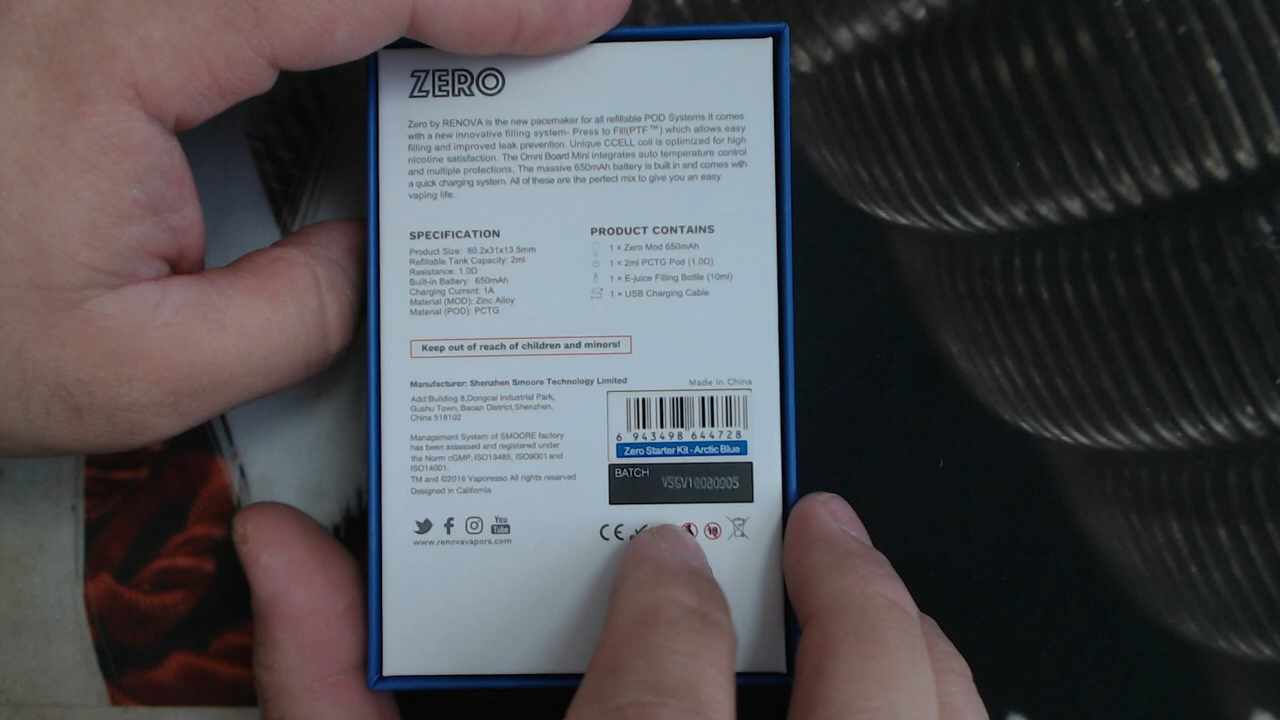 ZERO
Zero by RENOVA is the new pacemaker for all refillable POD Systems.It comes
with a new innovative filling system- Press to Fill(PTF™) which allows easy
filling and improved leak prevention. Unique CCELL coil is optimized for high
nicotine satisfaction. The Omni Board Mini integrates auto temperature control
and multiple protections. The massive 650mAh battery is built in and comes with
a quick charging system. All of these are the perfect mix to give you an easy
vaping life.
SPECIFICATION
Product Size: 80.2x31x13.5mm
Refillable Tank Capacity: 2ml
Resistance: 1.0Ω
Built-in Battery: 650mAh
Charging Current: 1A
Material (MOD): Zinc Alloy
Material (POD): PCTG
PRODUCT CONTAINS
1 × Zero Mod 650mAh
1 × 2ml PCTG Pod (1.0Ω)
1 × E-juice Filling Bottle (10ml)
1 × USB Charging Cable
Keep out of reach of children and minors!
Manufacturer: Shenzhen Smoore Technology Limited
Add:Building 8,Dongcai Industrial Park,
Gushu Town, Baoan District,Shenzhen,
China 518102
Management System of SMOORE factory
has been assessed and registered under
the Norm cGMP, ISO13485, ISO9001 and
ISO14001.
TM and ©2016 Vaporesso All rights reserved
Designed in California
Made in China
6 943498 644728
Zero Starter Kit - Arctic Blue
BATCH
You
Tube
www.renovavapors.com
CE
18